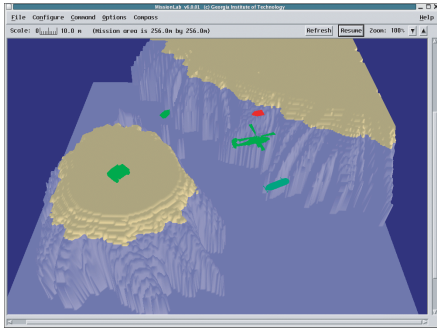 MissionLab v6.0.01 (c) Georgia Institute of Technology
File Configure Command Options Compass Help
Scale: 0 10.0 m (Mission area is 256.0m by 256.0m) Refresh Resume Zoom: 100%